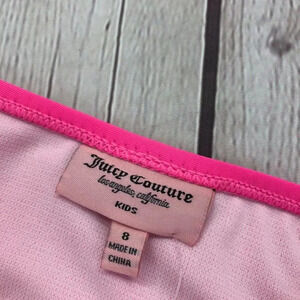 Juicy Couture
los angeles, california
KIDS
8
MADE IN
CHINA